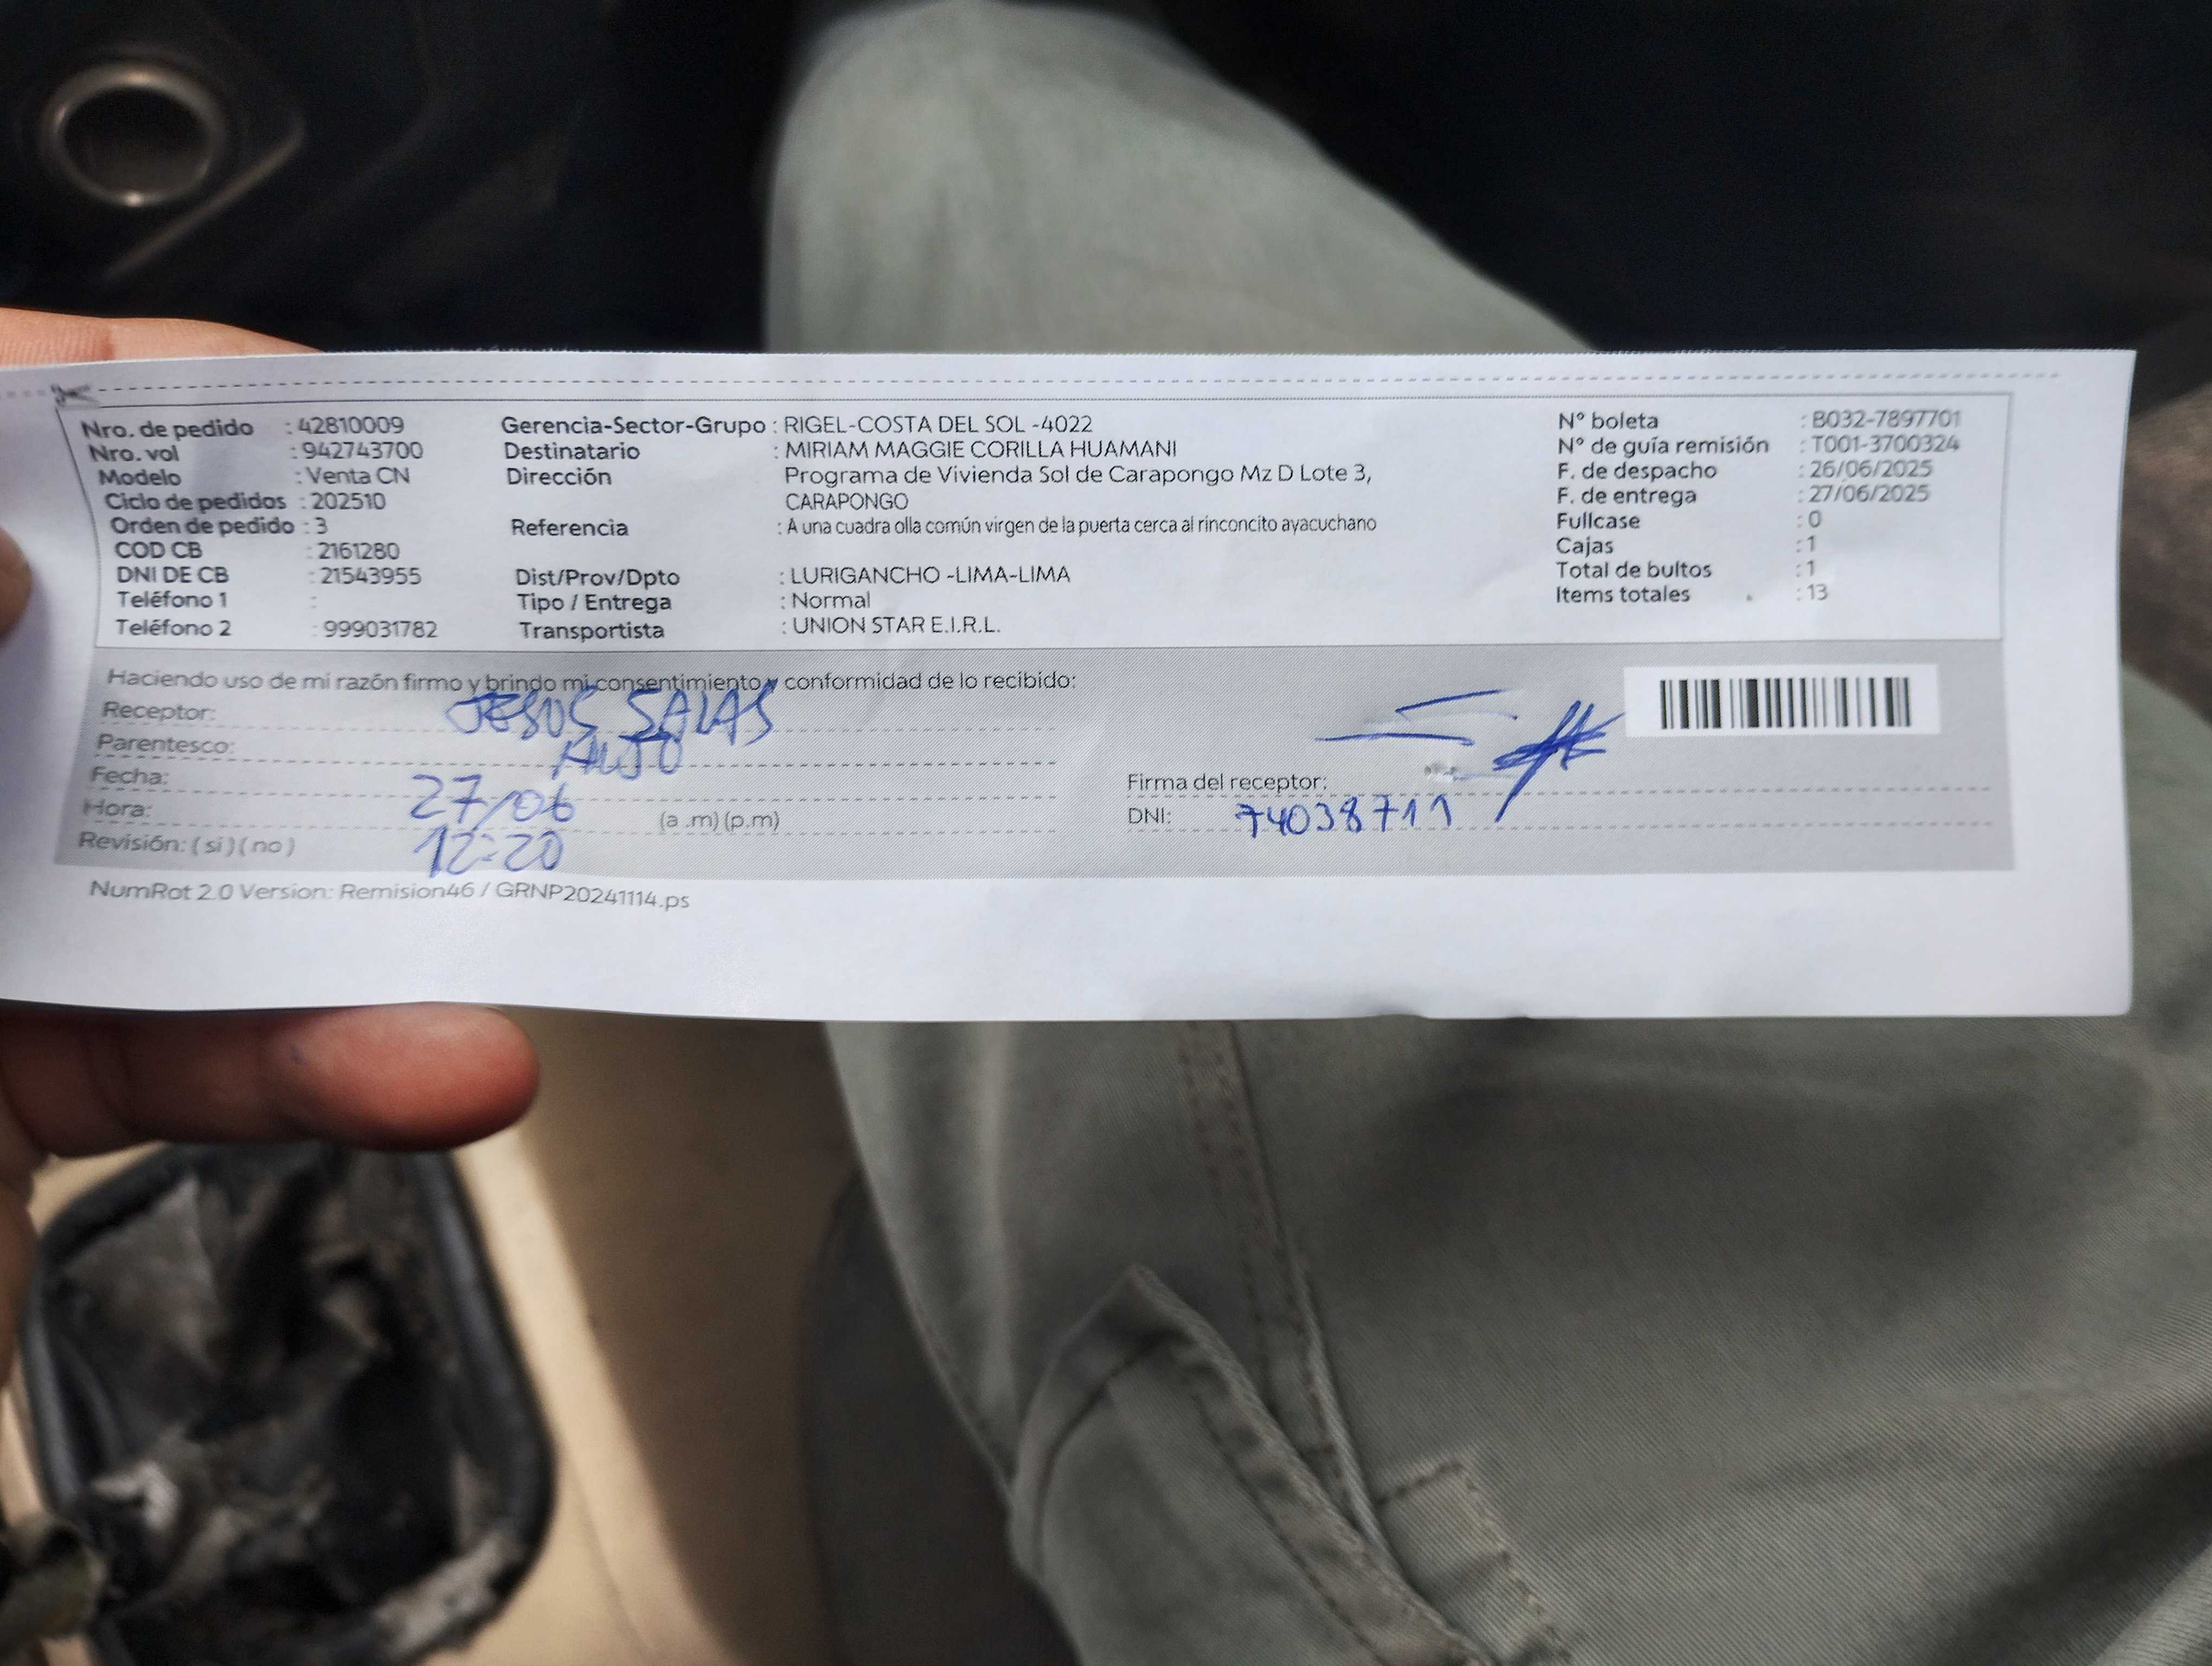 Nro. de pedido : 42810009
Nro. vol : 942743700
Modelo : Venta CN
Ciclo de pedidos : 202510
Orden de pedido : 3
COD CB : 2161280
DNI DE CB : 21543955
Teléfono 1 :
Teléfono 2 : 999031782
Gerencia-Sector-Grupo : RIGEL-COSTA DEL SOL -4022
Destinatario : MIRIAM MAGGIE CORILLA HUAMANI
Dirección Programa de Vivienda Sol de Carapongo Mz D Lote 3,
CARAPONGO
Referencia : A una cuadra olla común virgen de la puerta cerca al rinconcito ayacuchano
Dist/Prov/Dpto : LURIGANCHO -LIMA-LIMA
Tipo / Entrega : Normal
Transportista : UNION STAR E.I.R.L.
N° boleta : B032-7897701
N° de guía remisión : T001-3700324
F. de despacho : 26/06/2025
F. de entrega : 27/06/2025
Fullcase : 0
Cajas : 1
Total de bultos : 1
Items totales : 13
Haciendo uso de mi razón firmo y brindo mi consentimiento y conformidad de lo recibido:
Receptor: JESUS SALAS
Parentesco:
Fecha: 27/06
Hora: 12:20 (a .m) (p.m)
Revisión: ( si ) ( no )
Firma del receptor:
DNI: 74038711
NumRot 2.0 Version: Remision46 / GRNP20241114.ps